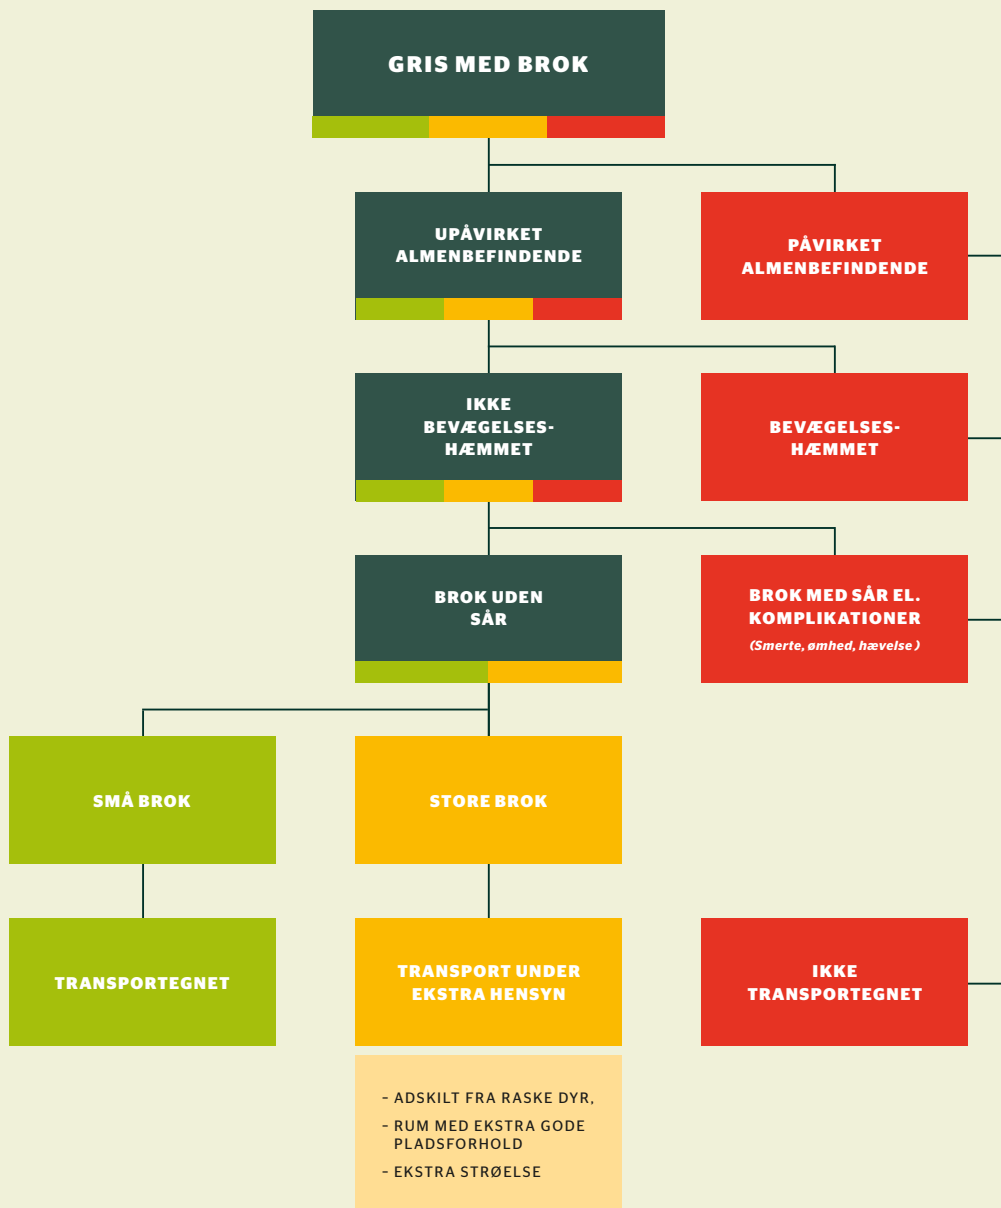 GRIS MED BROK
UPÅVIRKET
ALMENBEFINDENDE
PÅVIRKET
ALMENBEFINDENDE
IKKE
BEVÆGELSES-
HÆMMET
BEVÆGELSES-
HÆMMET
BROK UDEN
SÅR
BROK MED SÅR EL.
KOMPLIKATIONER
(Smerte, ømhed, hævelse)
SMÅ BROK
STORE BROK
TRANSPORTEGNET
TRANSPORT UNDER
EKSTRA HENSYN
IKKE
TRANSPORTEGNET
– ADSKILT FRA RASKE DYR,
– RUM MED EKSTRA GODE
PLADSFORHOLD
– EKSTRA STRØELSE